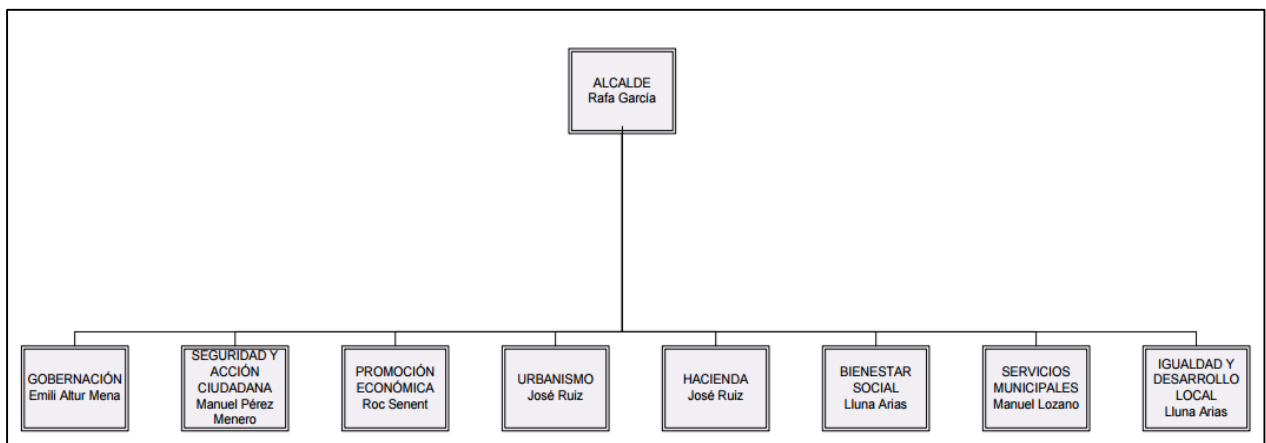 ALCALDE
Rafa García
GOBERNACIÓN
Emili Altur Mena
SEGURIDAD Y
ACCIÓN
CIUDADANA
Manuel Pérez
Menero
PROMOCIÓN
ECONÓMICA
Roc Senent
URBANISMO
José Ruiz
HACIENDA
José Ruiz
BIENESTAR
SOCIAL
Lluna Arias
SERVICIOS
MUNICIPALES
Manuel Lozano
IGUALDAD Y
DESARROLLO
LOCAL
Lluna Arias